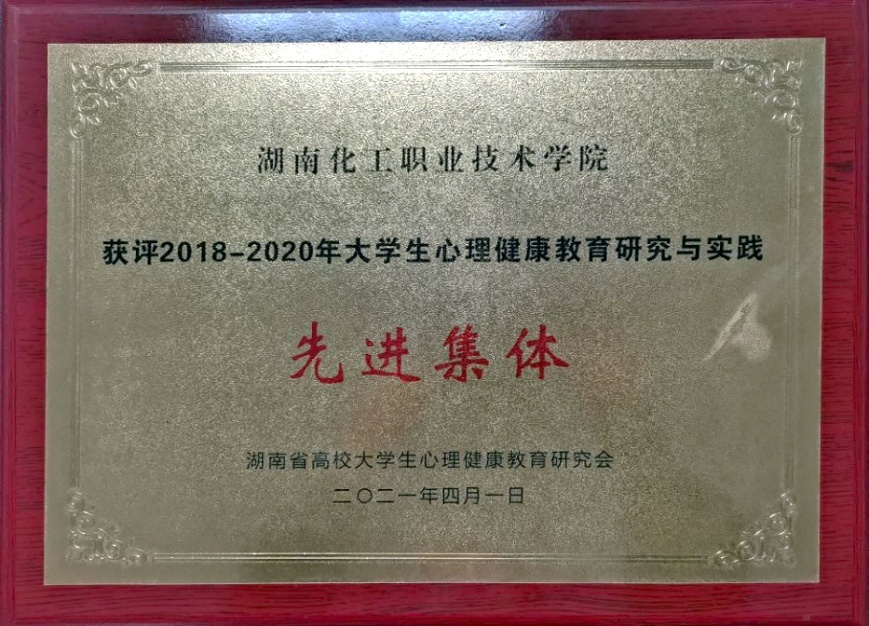 湖南化工职业技术学院
获评2018-2020年大学生心理健康教育研究与实践
先进集体
湖南省高校大学生心理健康教育研究会
二〇二一年四月一日